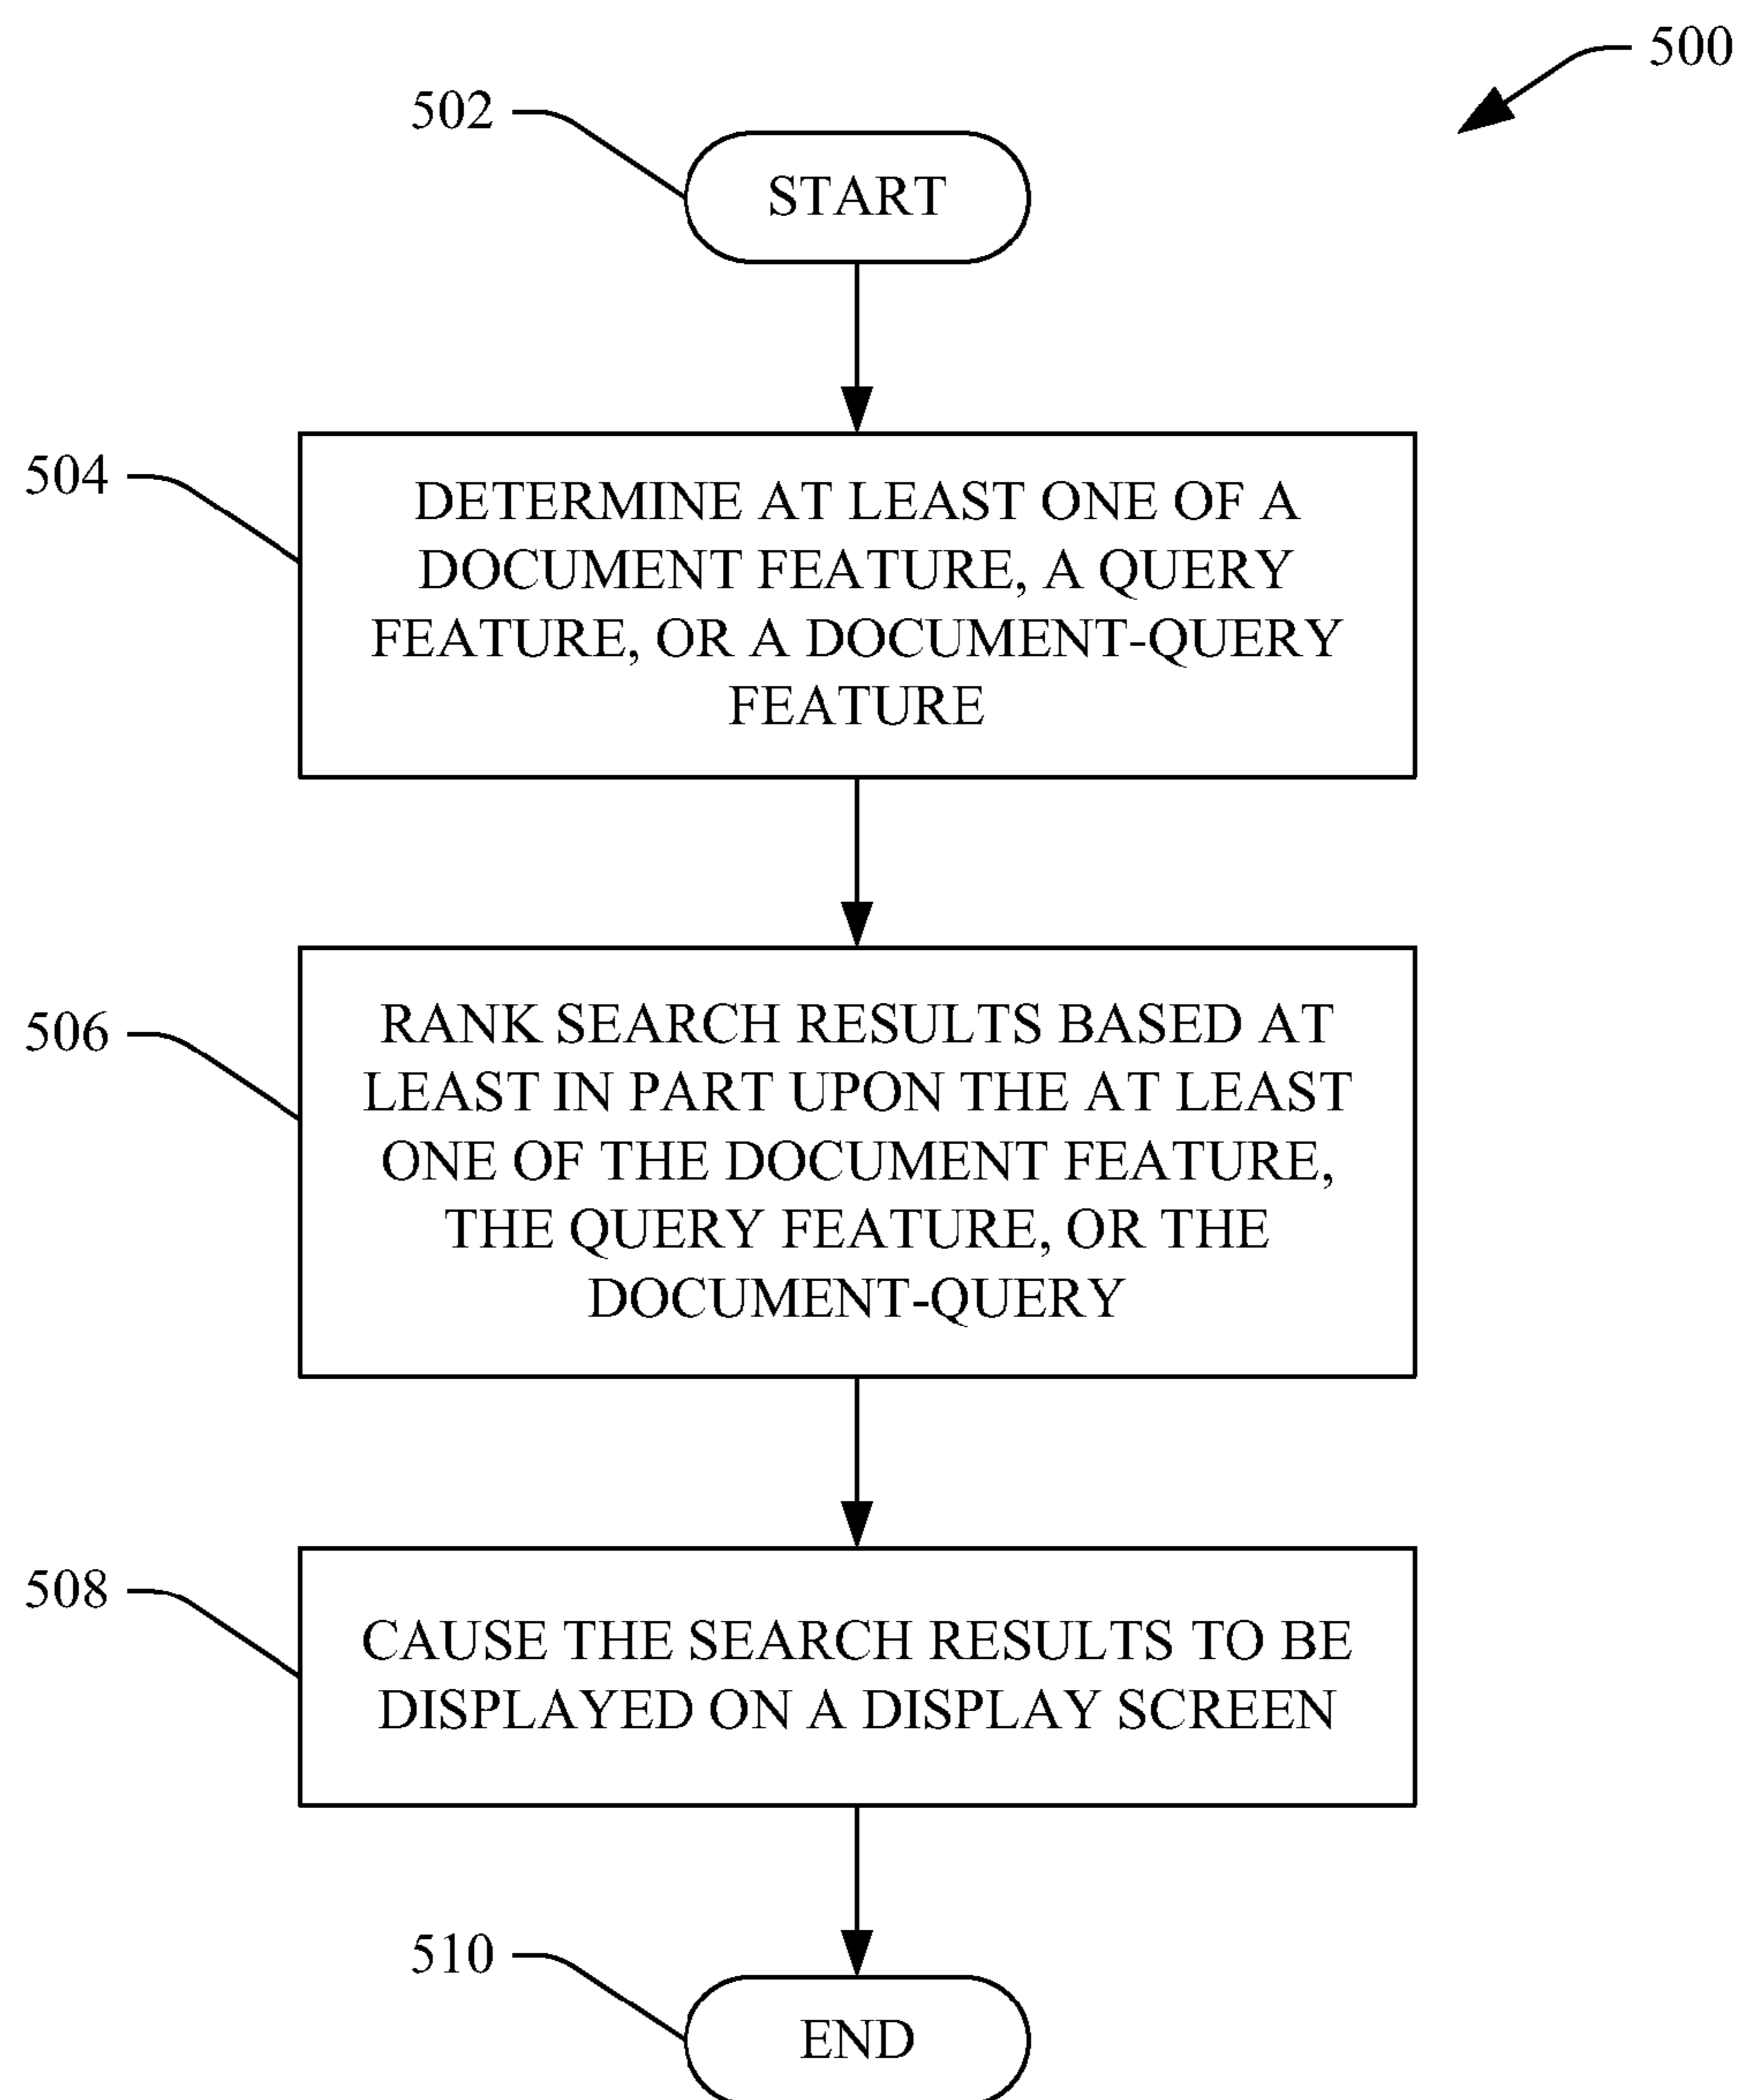 500
502
START
504
DETERMINE AT LEAST ONE OF A
DOCUMENT FEATURE, A QUERY
FEATURE, OR A DOCUMENT-QUERY
FEATURE
506
RANK SEARCH RESULTS BASED AT
LEAST IN PART UPON THE AT LEAST
ONE OF THE DOCUMENT FEATURE,
THE QUERY FEATURE, OR THE
DOCUMENT-QUERY
508
CAUSE THE SEARCH RESULTS TO BE
DISPLAYED ON A DISPLAY SCREEN
510
END